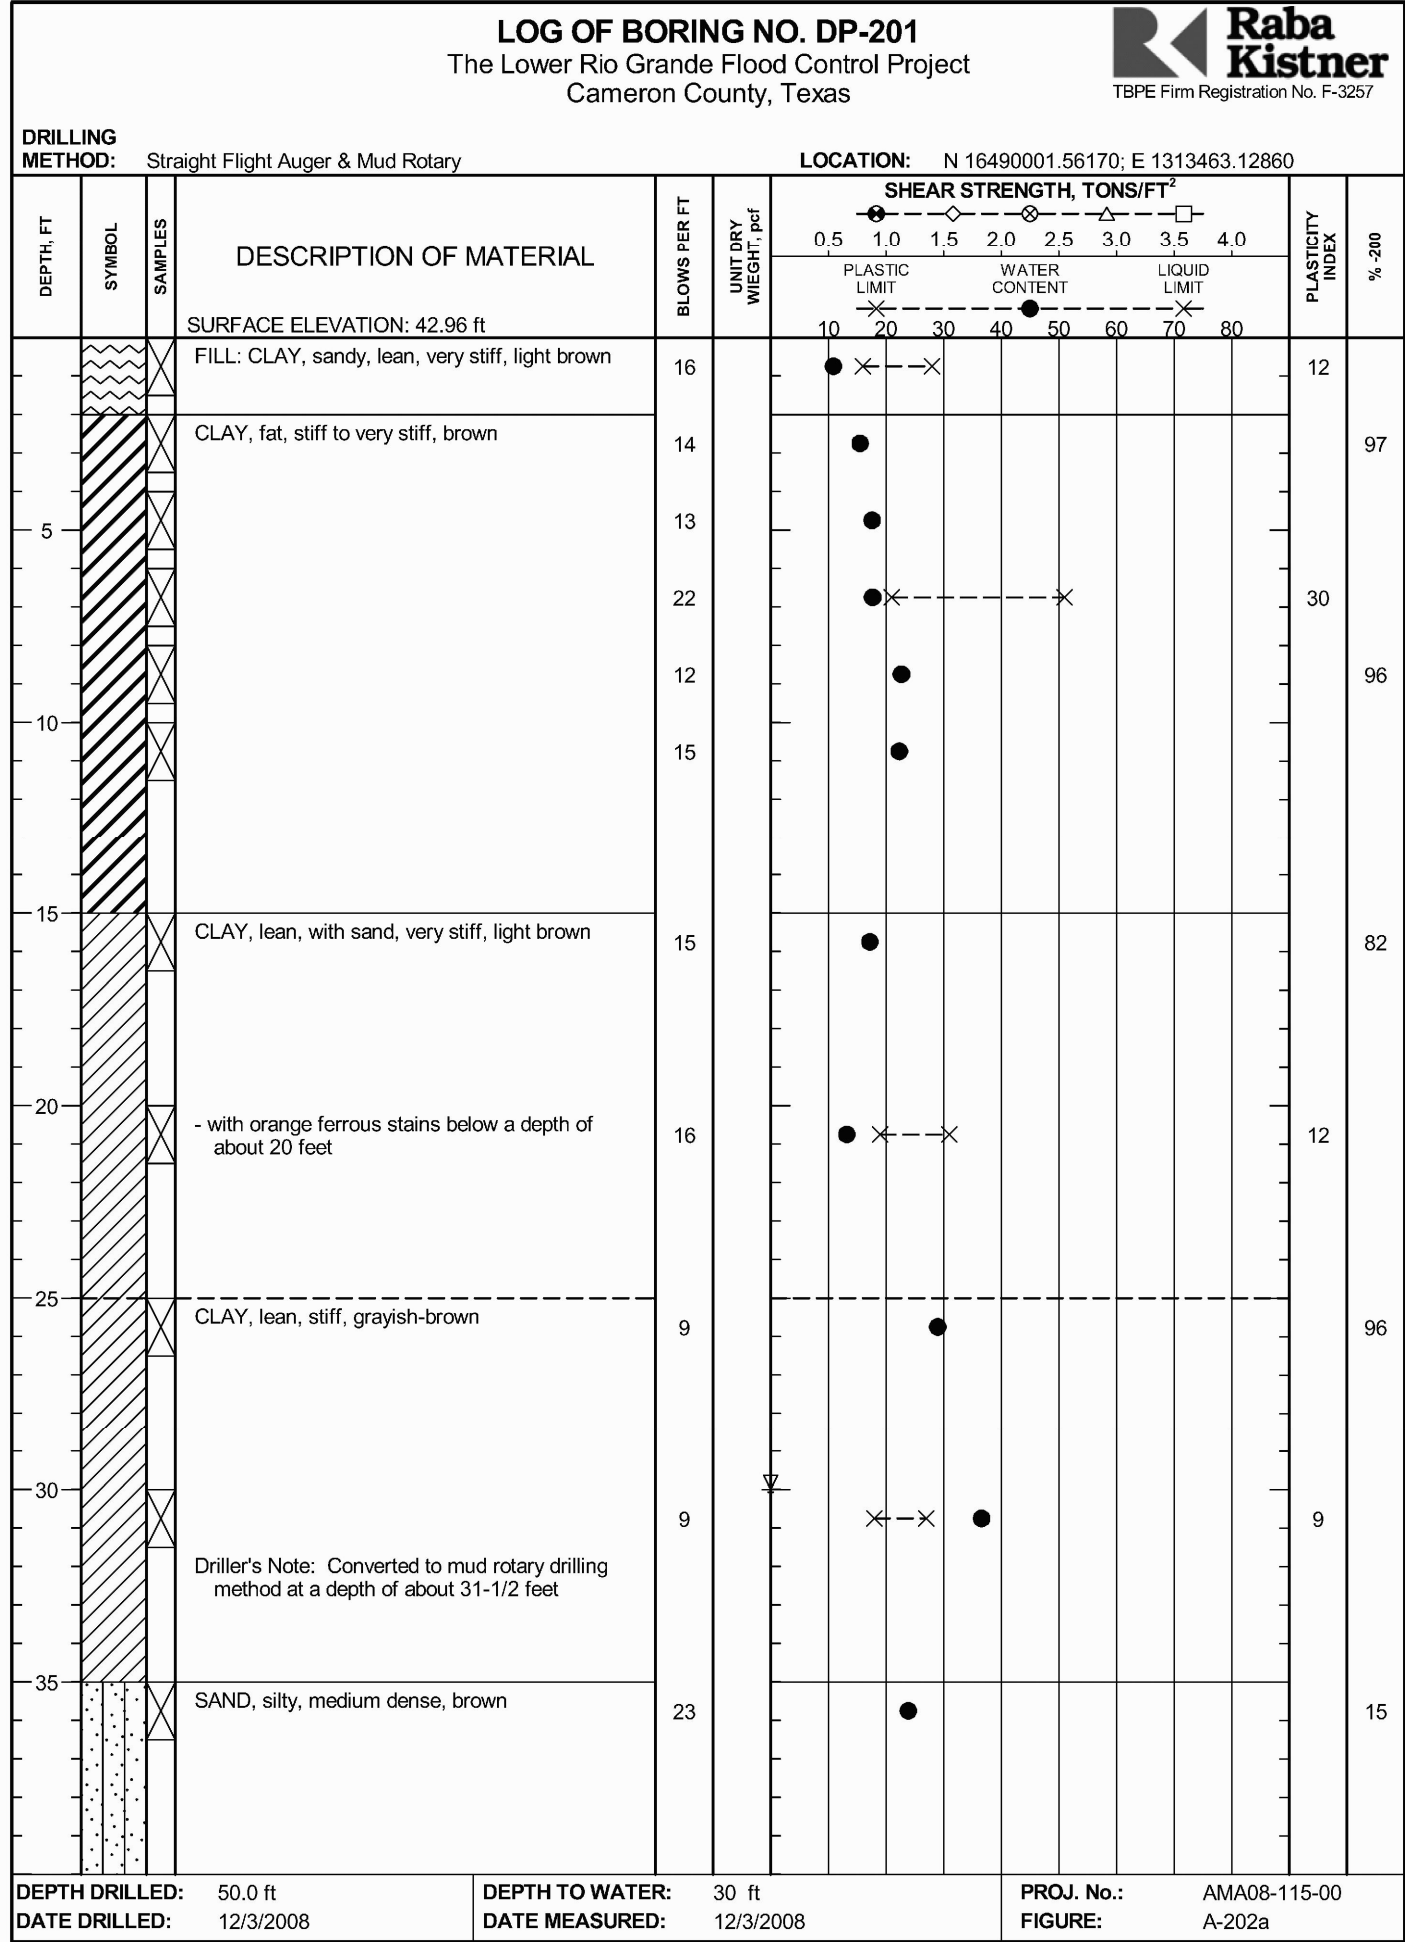 LOG OF BORING NO. DP-201
The Lower Rio Grande Flood Control Project
Cameron County, Texas
Raba
Kistner
TBPE Firm Registration No. F-3257
DRILLING
METHOD: Straight Flight Auger & Mud Rotary
LOCATION: N 16490001.56170; E 1313463.12860
DEPTH, FT
SYMBOL
SAMPLES
DESCRIPTION OF MATERIAL
SURFACE ELEVATION: 42.96 ft
BLOWS PER FT
UNIT DRY
WIEGHT, pcf
SHEAR STRENGTH, TONS/FT²
0.5 1.0 1.5 2.0 2.5 3.0 3.5 4.0
PLASTIC
LIMIT
WATER
CONTENT
LIQUID
LIMIT
10 20 30 40 50 60 70 80
PLASTICITY
INDEX
% -200
FILL: CLAY, sandy, lean, very stiff, light brown
16 12
CLAY, fat, stiff to very stiff, brown
14 97
5 13
22 30
12 96
10
15
15
CLAY, lean, with sand, very stiff, light brown
15 82
20
- with orange ferrous stains below a depth of
about 20 feet
16 12
25
CLAY, lean, stiff, grayish-brown
9 96
30
9 9
Driller's Note: Converted to mud rotary drilling
method at a depth of about 31-1/2 feet
35
SAND, silty, medium dense, brown
23 15
DEPTH DRILLED: 50.0 ft
DATE DRILLED: 12/3/2008
DEPTH TO WATER: 30 ft
DATE MEASURED: 12/3/2008
PROJ. No.: AMA08-115-00
FIGURE: A-202a